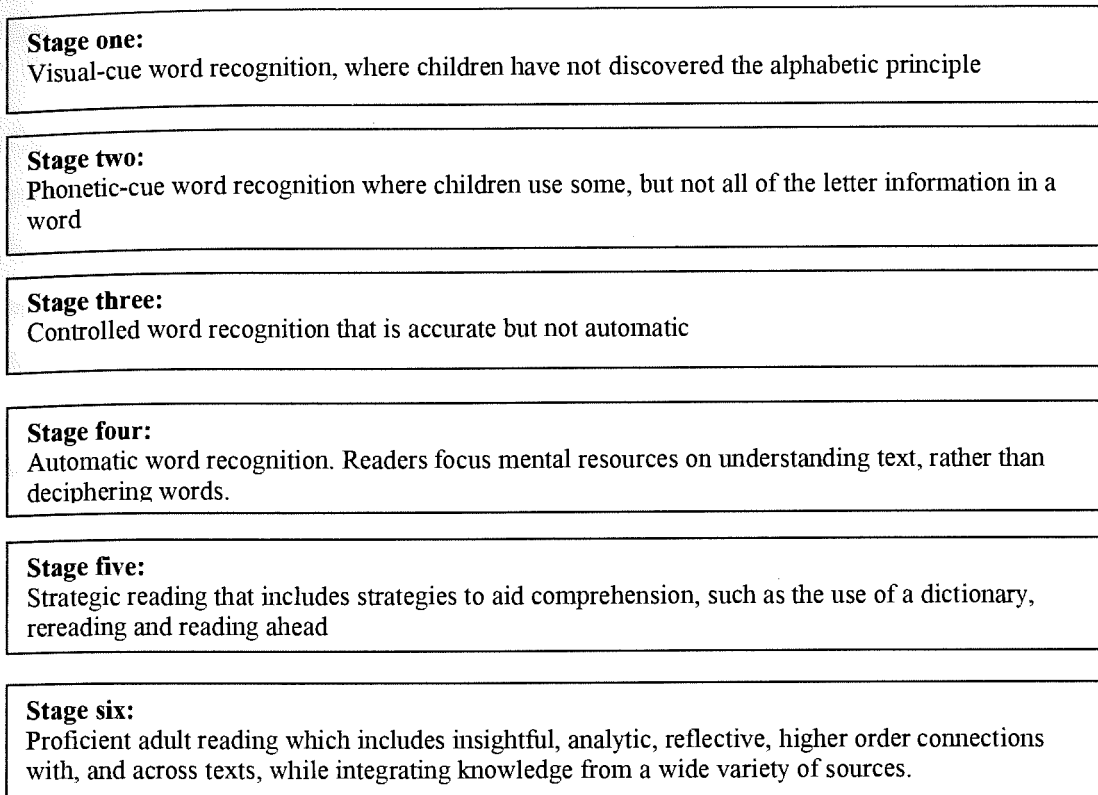 Stage one:
Visual-cue word recognition, where children have not discovered the alphabetic principle
Stage two:
Phonetic-cue word recognition where children use some, but not all of the letter information in a
word
Stage three:
Controlled word recognition that is accurate but not automatic
Stage four:
Automatic word recognition. Readers focus mental resources on understanding text, rather than
deciphering words.
Stage five:
Strategic reading that includes strategies to aid comprehension, such as the use of a dictionary,
rereading and reading ahead
Stage six:
Proficient adult reading which includes insightful, analytic, reflective, higher order connections
with, and across texts, while integrating knowledge from a wide variety of sources.